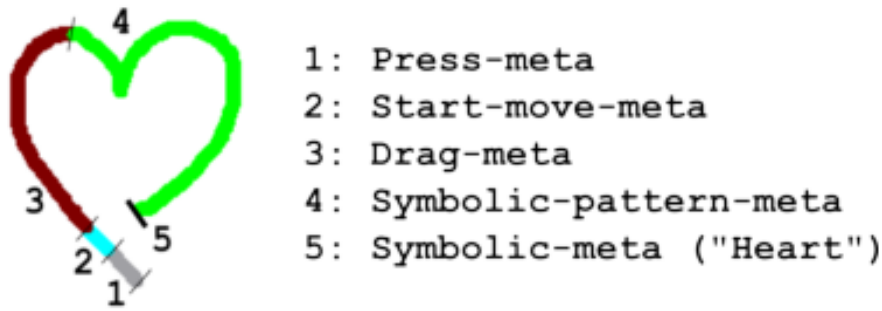 4
3
5
2
1
1: Press-meta
2: Start-move-meta
3: Drag-meta
4: Symbolic-pattern-meta
5: Symbolic-meta ("Heart")